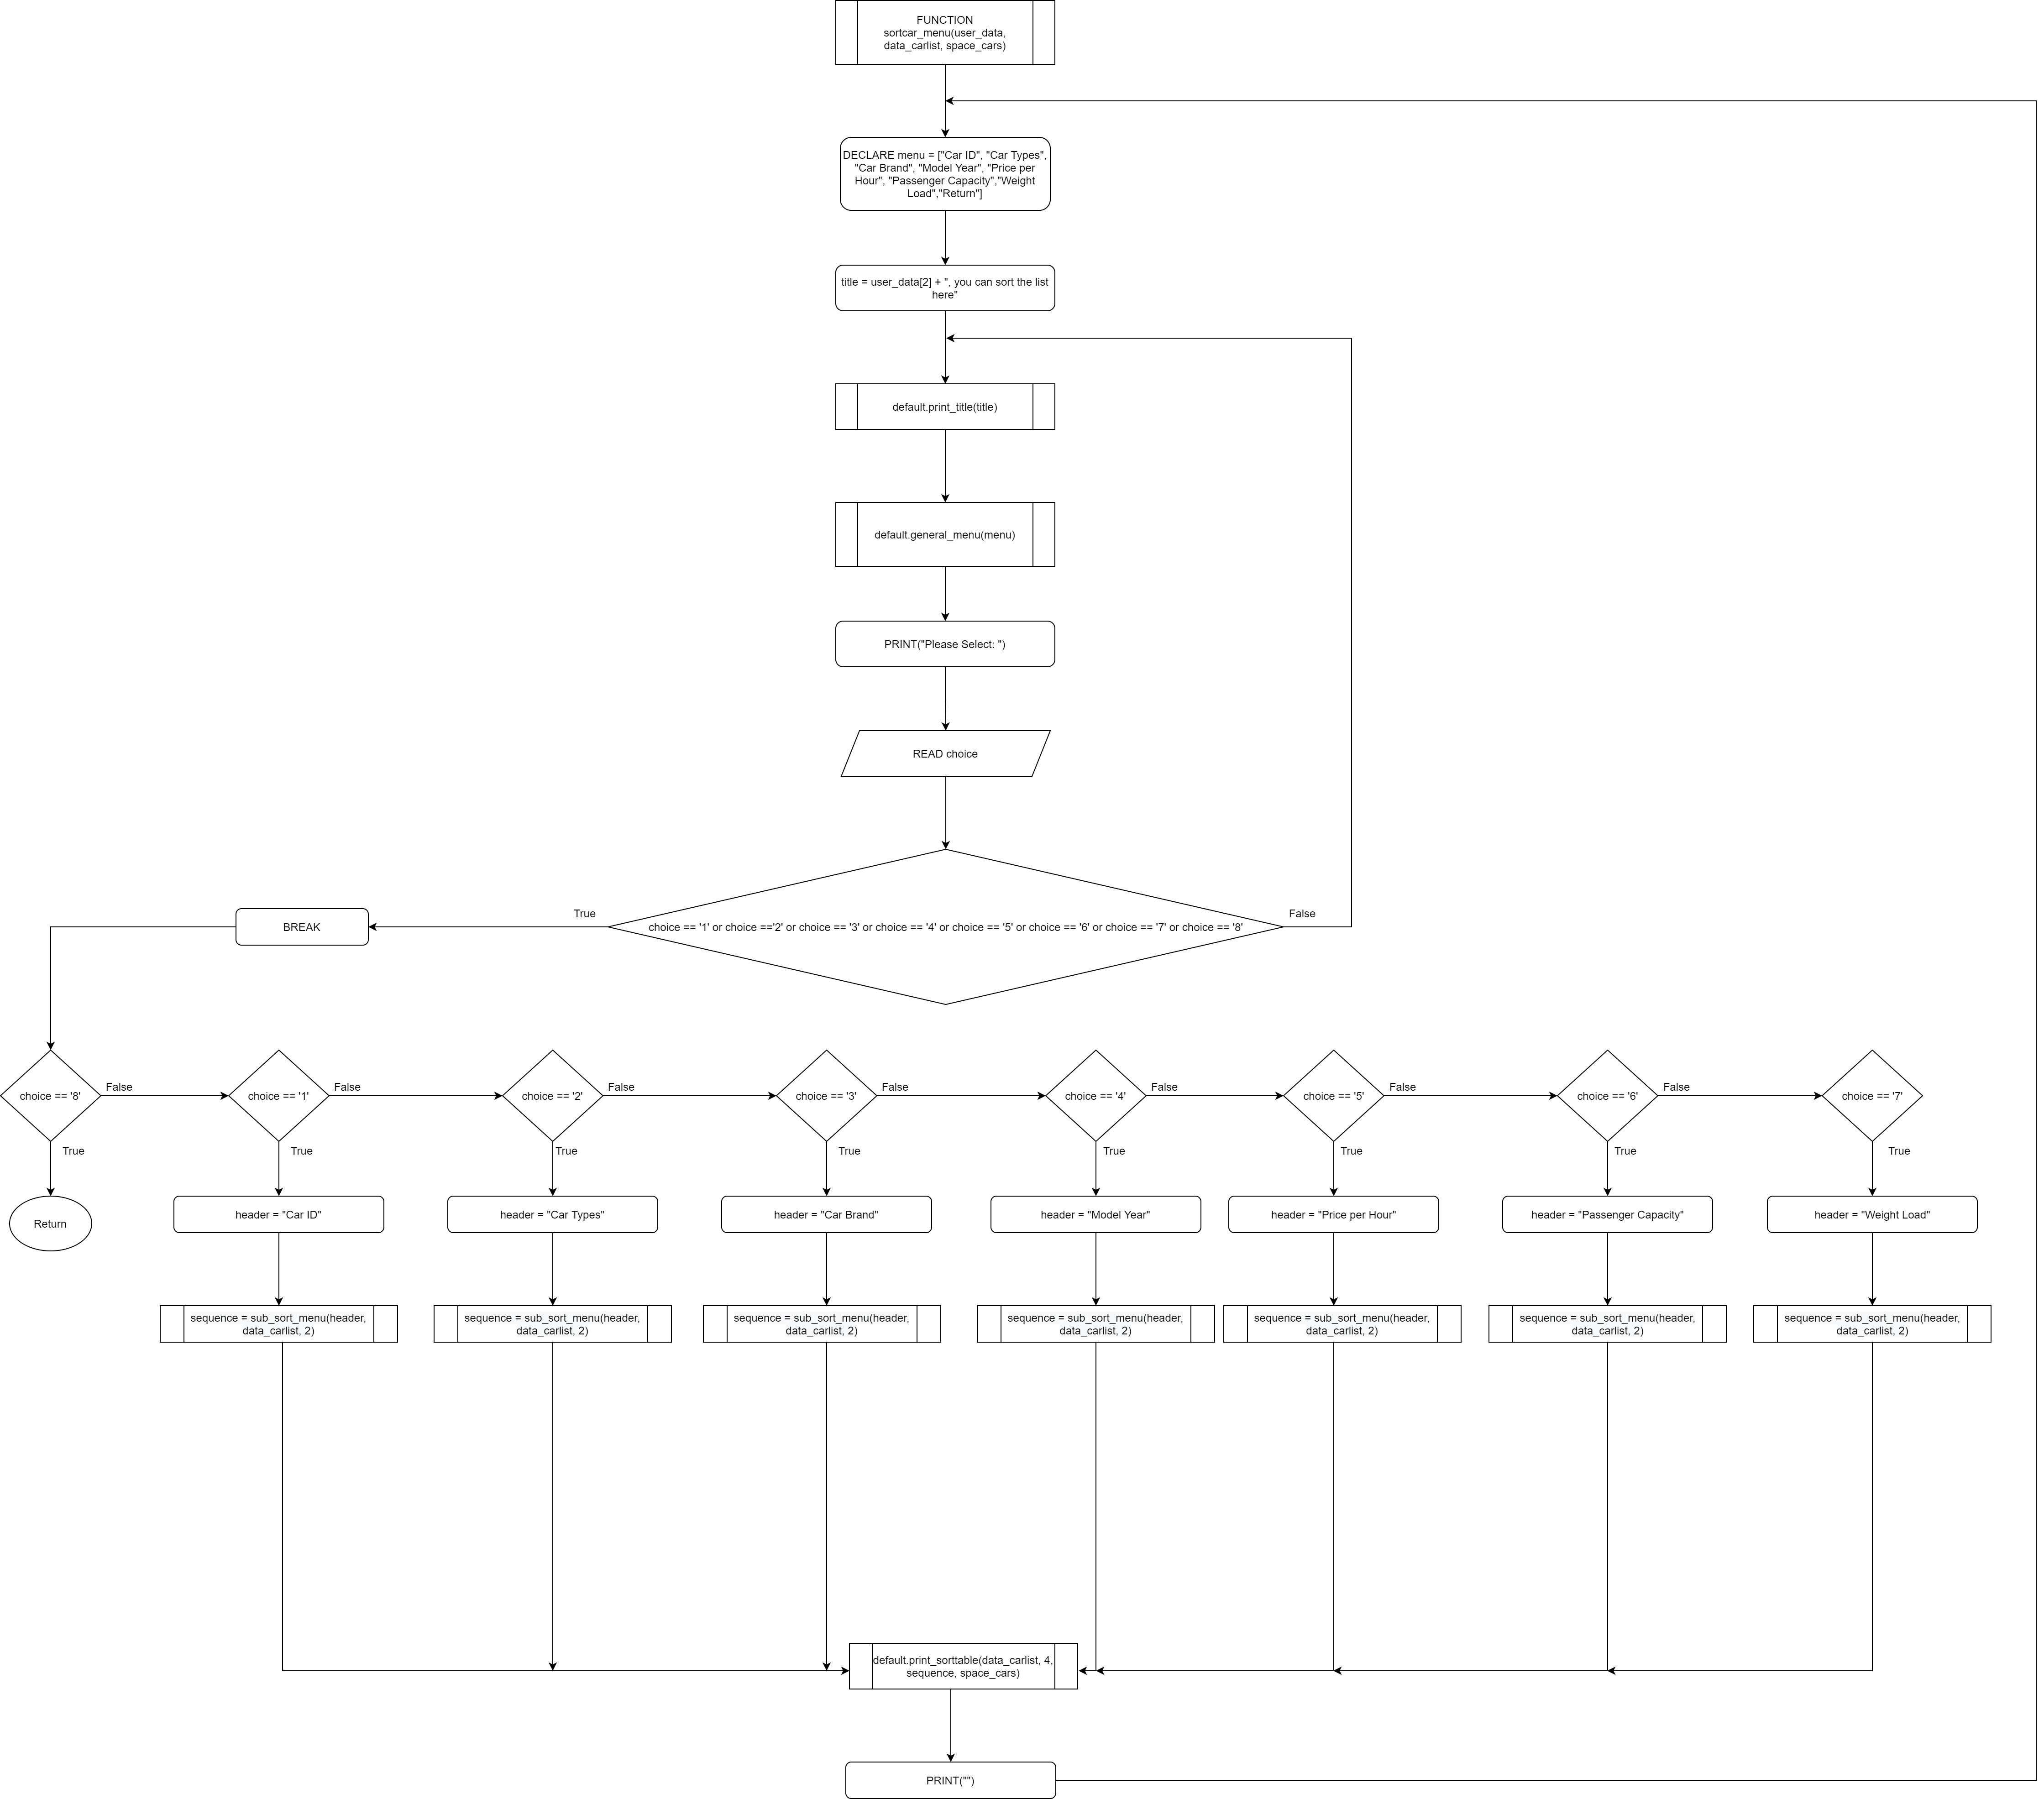 FUNCTION
sortcar_menu(user_data,
data_carlist, space_cars)
DECLARE menu = ["Car ID", "Car Types",
"Car Brand", "Model Year", "Price per
Hour", "Passenger Capacity","Weight
Load","Return"]
title = user_data[2] + ", you can sort the list
here"
default.print_title(title)
default.general_menu(menu)
PRINT("Please Select: ")
READ choice
True
False
BREAK
choice == '1' or choice =='2' or choice == '3' or choice == '4' or choice == '5' or choice == '6' or choice == '7' or choice == '8'
choice == '8'
False
choice == '1'
False
choice == '2'
False
choice == '3'
False
choice == '4'
False
choice == '5'
False
choice == '6'
False
choice == '7'
True
True
True
True
True
True
True
True
Return
header = "Car ID"
header = "Car Types"
header = "Car Brand"
header = "Model Year"
header = "Price per Hour"
header = "Passenger Capacity"
header = "Weight Load"
sequence = sub_sort_menu(header,
data_carlist, 2)
sequence = sub_sort_menu(header,
data_carlist, 2)
sequence = sub_sort_menu(header,
data_carlist, 2)
sequence = sub_sort_menu(header,
data_carlist, 2)
sequence = sub_sort_menu(header,
data_carlist, 2)
sequence = sub_sort_menu(header,
data_carlist, 2)
sequence = sub_sort_menu(header,
data_carlist, 2)
default.print_sorttable(data_carlist, 4,
sequence, space_cars)
PRINT("")